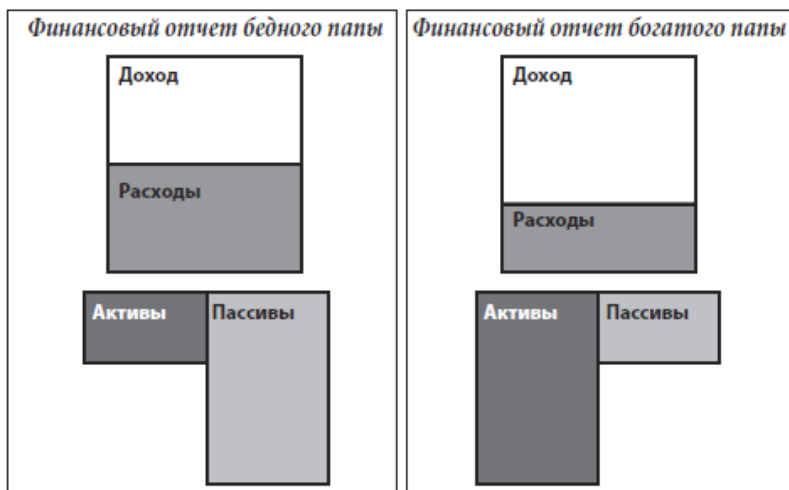 Финансовый отчет бедного папы
Доход
Расходы
Активы
Пассивы
Финансовый отчет богатого папы
Доход
Расходы
Активы
Пассивы